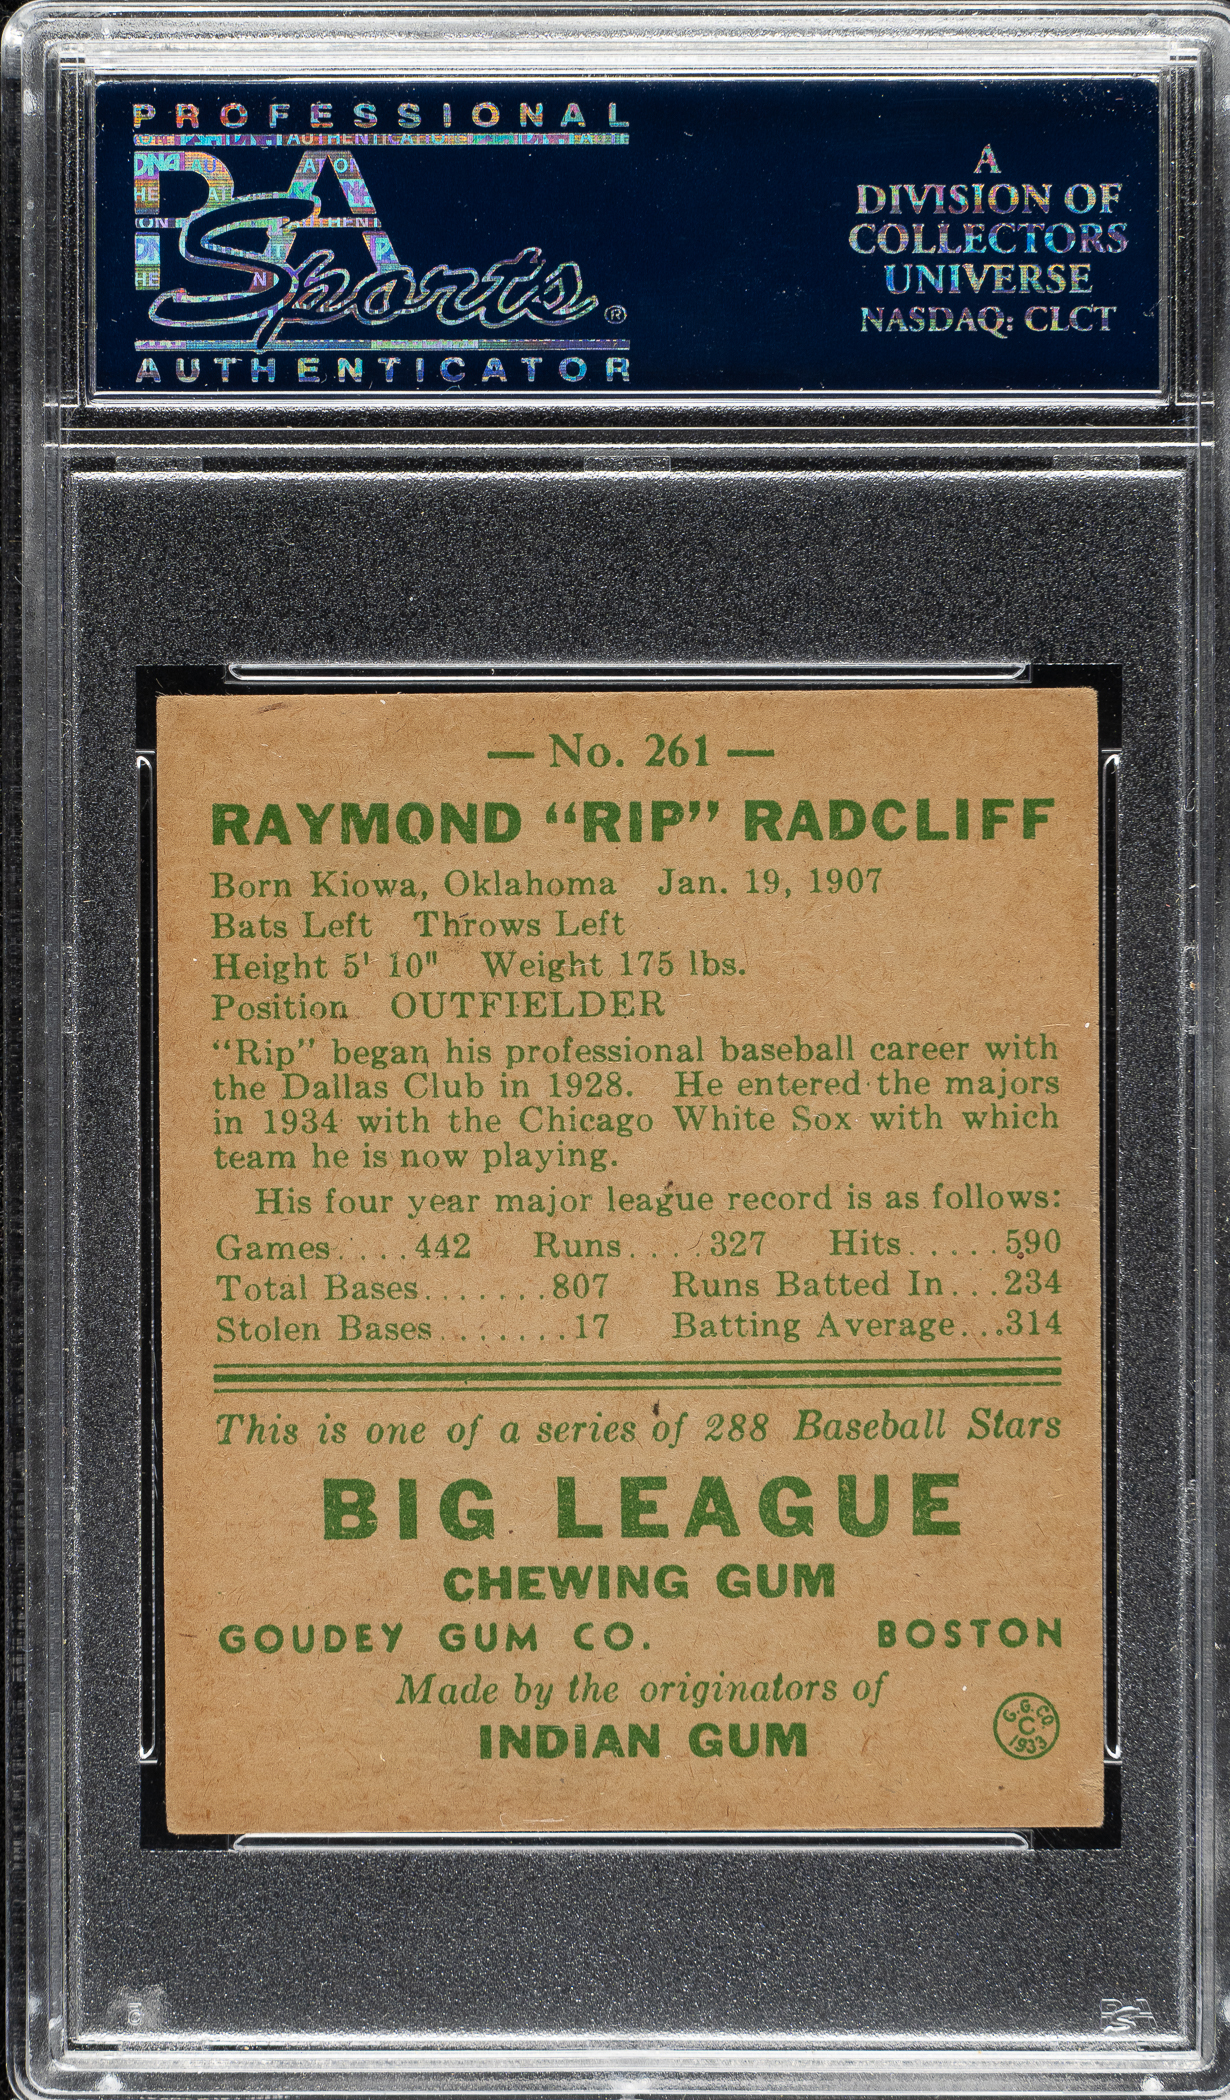 PROFESSIONAL
PSA
Sports®
AUTHENTICATOR
A
DIVISION OF
COLLECTORS
UNIVERSE
NASDAQ: CLCT
— No. 261 —
RAYMOND "RIP" RADCLIFF
Born Kiowa, Oklahoma Jan. 19, 1907
Bats Left Throws Left
Height 5' 10" Weight 175 lbs.
Position OUTFIELDER
"Rip" began his professional baseball career with
the Dallas Club in 1928. He entered the majors
in 1934 with the Chicago White Sox with which
team he is now playing.
His four year major league record is as follows:
Games.....442 Runs.....327 Hits.....590
Total Bases.......807 Runs Batted In...234
Stolen Bases.......17 Batting Average...314
This is one of a series of 288 Baseball Stars
BIG LEAGUE
CHEWING GUM
GOUDEY GUM CO. BOSTON
Made by the originators of
INDIAN GUM
G.G.CO.
C
1933
©
PSA